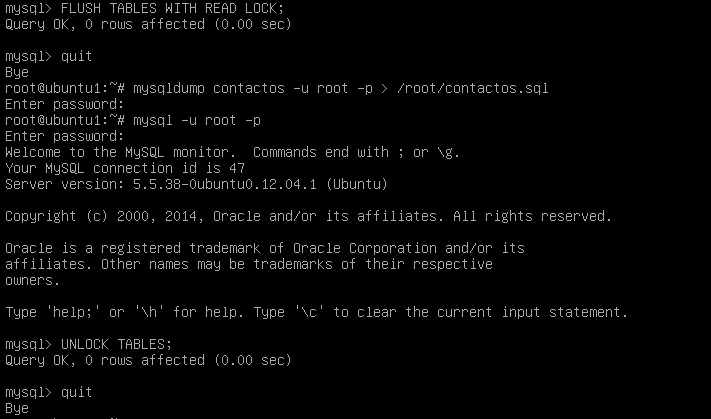 mysql> FLUSH TABLES WITH READ LOCK;
Query OK, 0 rows affected (0.00 sec)
mysql> quit
Bye
root@ubuntu1:~# mysqldump contactos -u root -p > /root/contactos.sql
Enter password:
root@ubuntu1:~# mysql -u root -p
Enter password:
Welcome to the MySQL monitor.  Commands end with ; or \g.
Your MySQL connection id is 47
Server version: 5.5.38-0ubuntu0.12.04.1 (Ubuntu)
Copyright (c) 2000, 2014, Oracle and/or its affiliates. All rights reserved.
Oracle is a registered trademark of Oracle Corporation and/or its
affiliates. Other names may be trademarks of their respective
owners.
Type 'help;' or '\h' for help. Type '\c' to clear the current input statement.
mysql> UNLOCK TABLES;
Query OK, 0 rows affected (0.00 sec)
mysql> quit
Bye